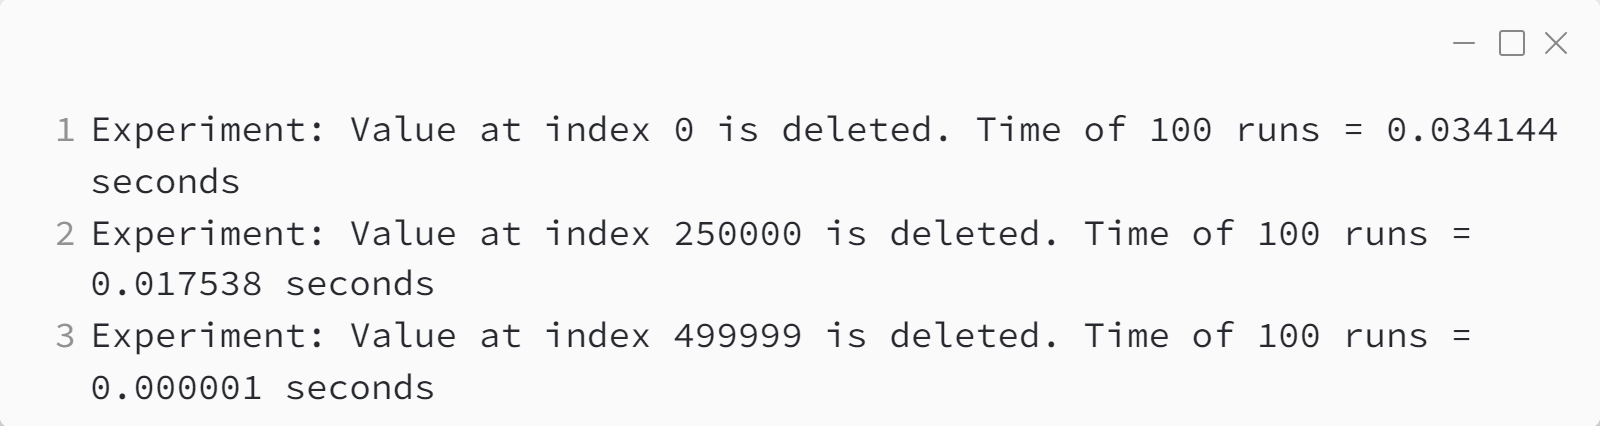 1 Experiment: Value at index 0 is deleted. Time of 100 runs = 0.034144
seconds
2 Experiment: Value at index 250000 is deleted. Time of 100 runs =
0.017538 seconds
3 Experiment: Value at index 499999 is deleted. Time of 100 runs =
0.000001 seconds